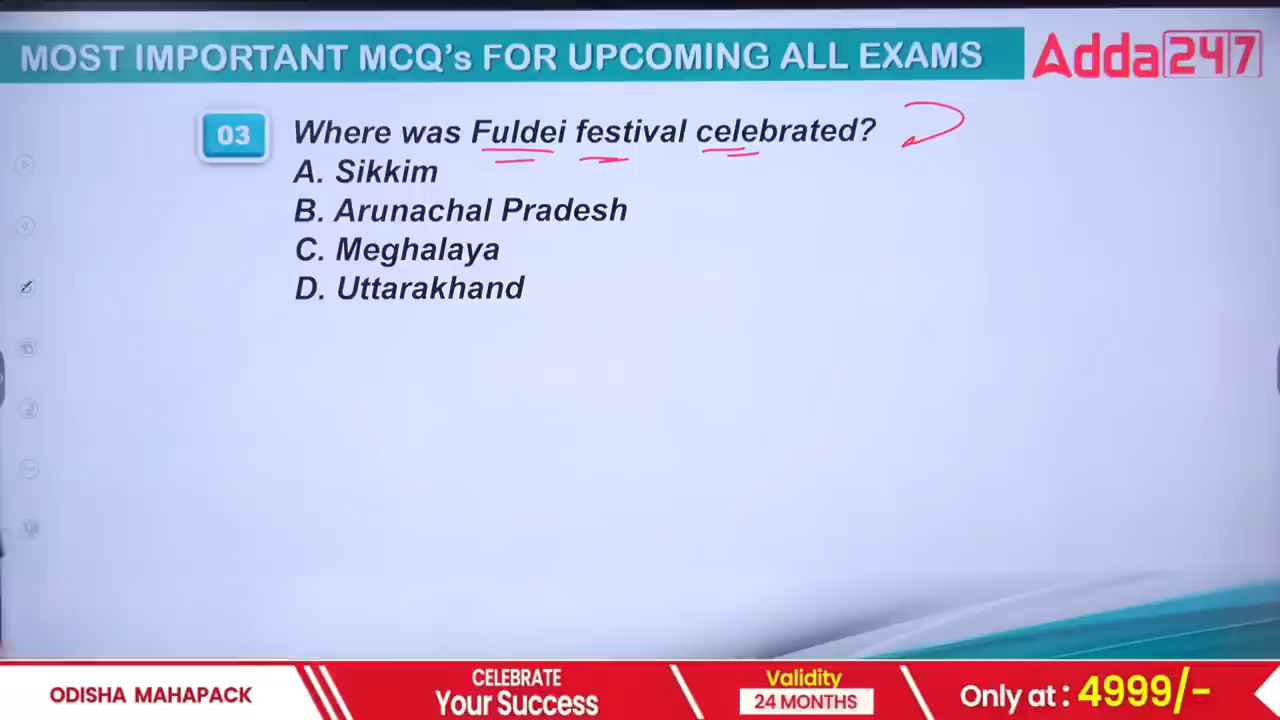 MOST IMPORTANT MCQ's FOR UPCOMING ALL EXAMS
Adda247
03
Where was Fuldei festival celebrated?
A. Sikkim
B. Arunachal Pradesh
C. Meghalaya
D. Uttarakhand
ODISHA MAHAPACK
CELEBRATE
Your Success
Validity
24 MONTHS
Only at : 4999/-